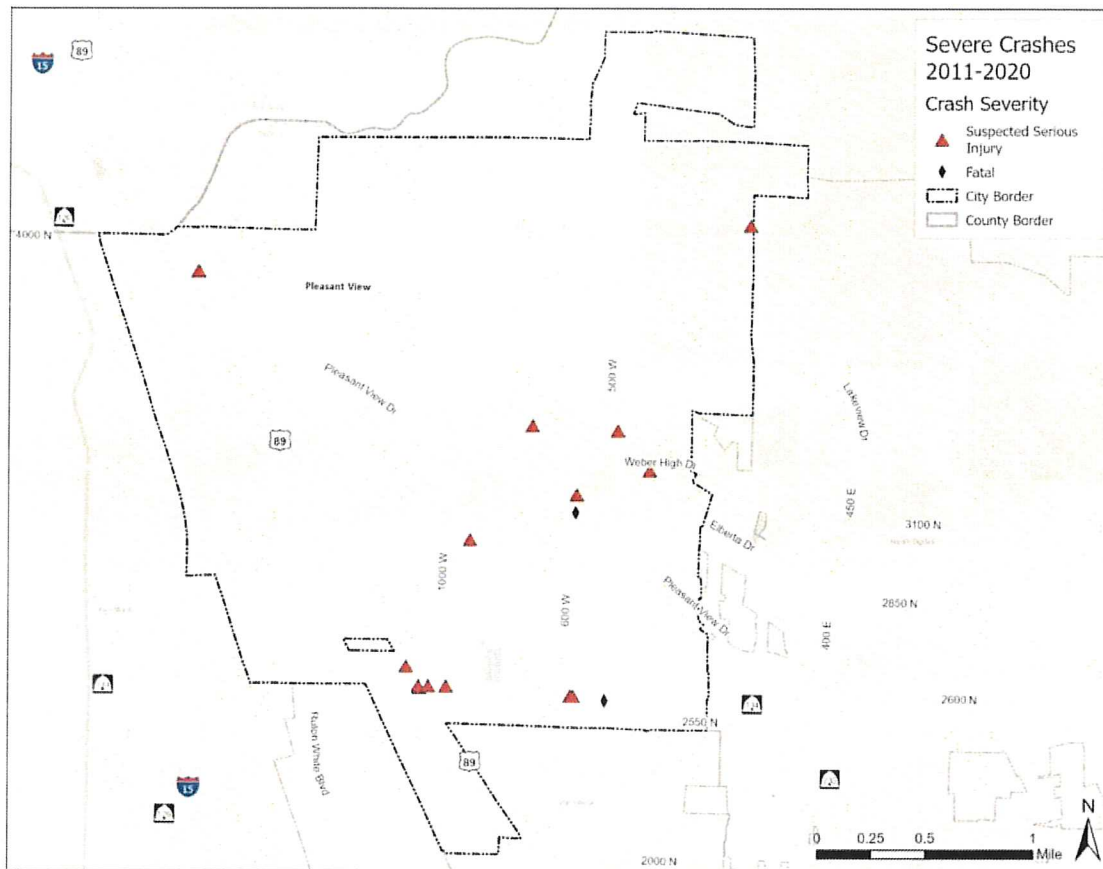 Severe Crashes
2011-2020
Crash Severity
Suspected Serious
Injury
Fatal
City Border
County Border
15
89
4000 N
Pleasant View
Pleasant View Dr
89
500 W
Lakeview Dr
Weber High Dr
450 E
3100 N
Elberta Dr
1000 W
600 W
Pleasant View Dr
2850 N
400 E
2600 N
2550 N
Rulon White Blvd
89
15
2000 N
N
0 0.25 0.5 1
Mile